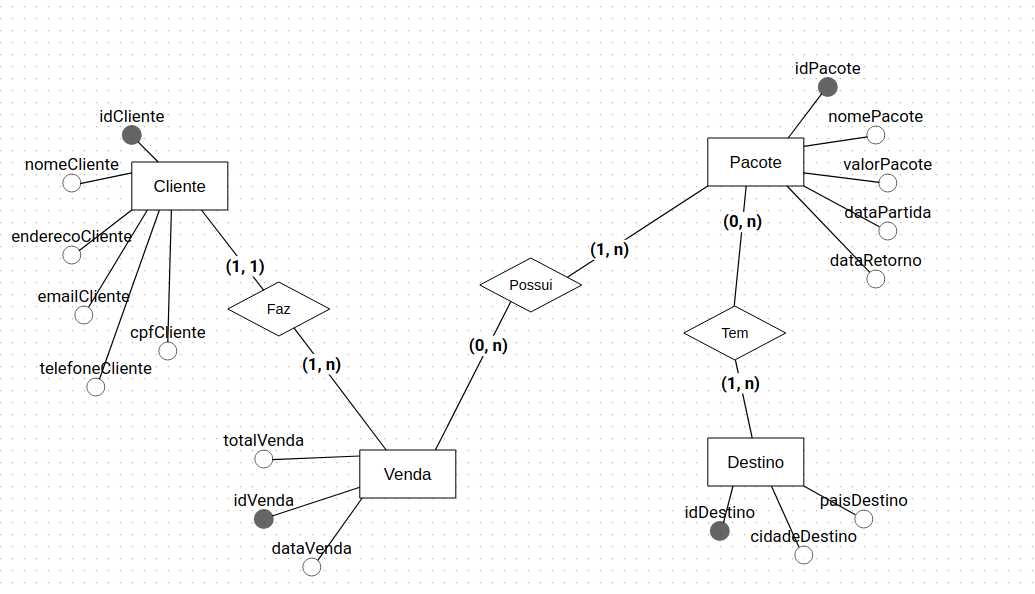 idPacote
nomePacote
idCliente
Pacote
valorPacote
nomeCliente
Cliente
dataPartida
(0, n)
enderecoCliente
(1, n)
dataRetorno
(1, 1)
Possui
emailCliente
Faz
cpfCliente
Tem
(0, n)
(1, n)
telefoneCliente
(1, n)
totalVenda
Venda
Destino
idVenda
paisDestino
idDestino
cidadeDestino
dataVenda